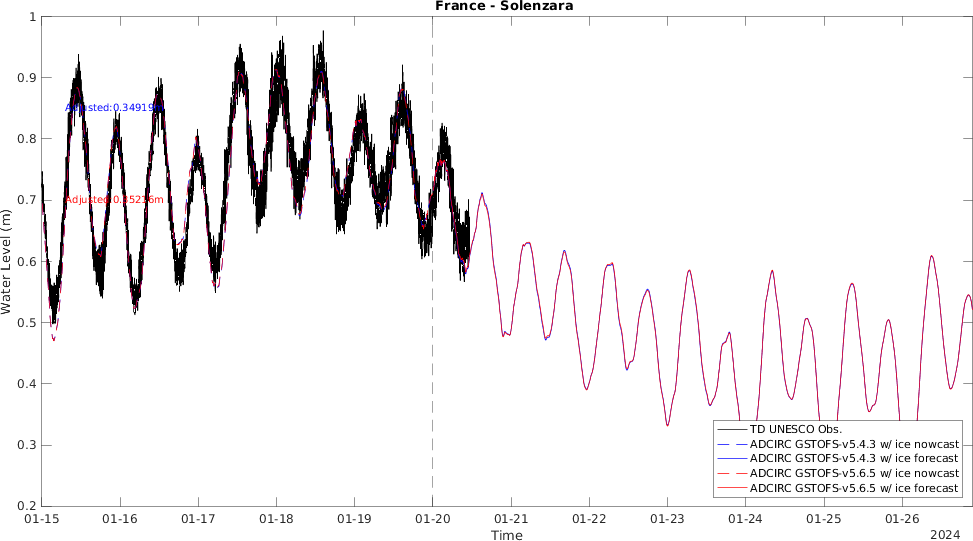 France - Solenzara
Water Level (m)
1
0.9
0.8
0.7
0.6
0.5
0.4
0.3
0.2
Adjusted:0.34919m
Adjusted:0.35216m
TD UNESCO Obs.
ADCIRC GSTOFS-v5.4.3 w/ ice nowcast
ADCIRC GSTOFS-v5.4.3 w/ ice forecast
ADCIRC GSTOFS-v5.6.5 w/ ice nowcast
ADCIRC GSTOFS-v5.6.5 w/ ice forecast
01-15 01-16 01-17 01-18 01-19 01-20 01-21 01-22 01-23 01-24 01-25 01-26
Time
2024